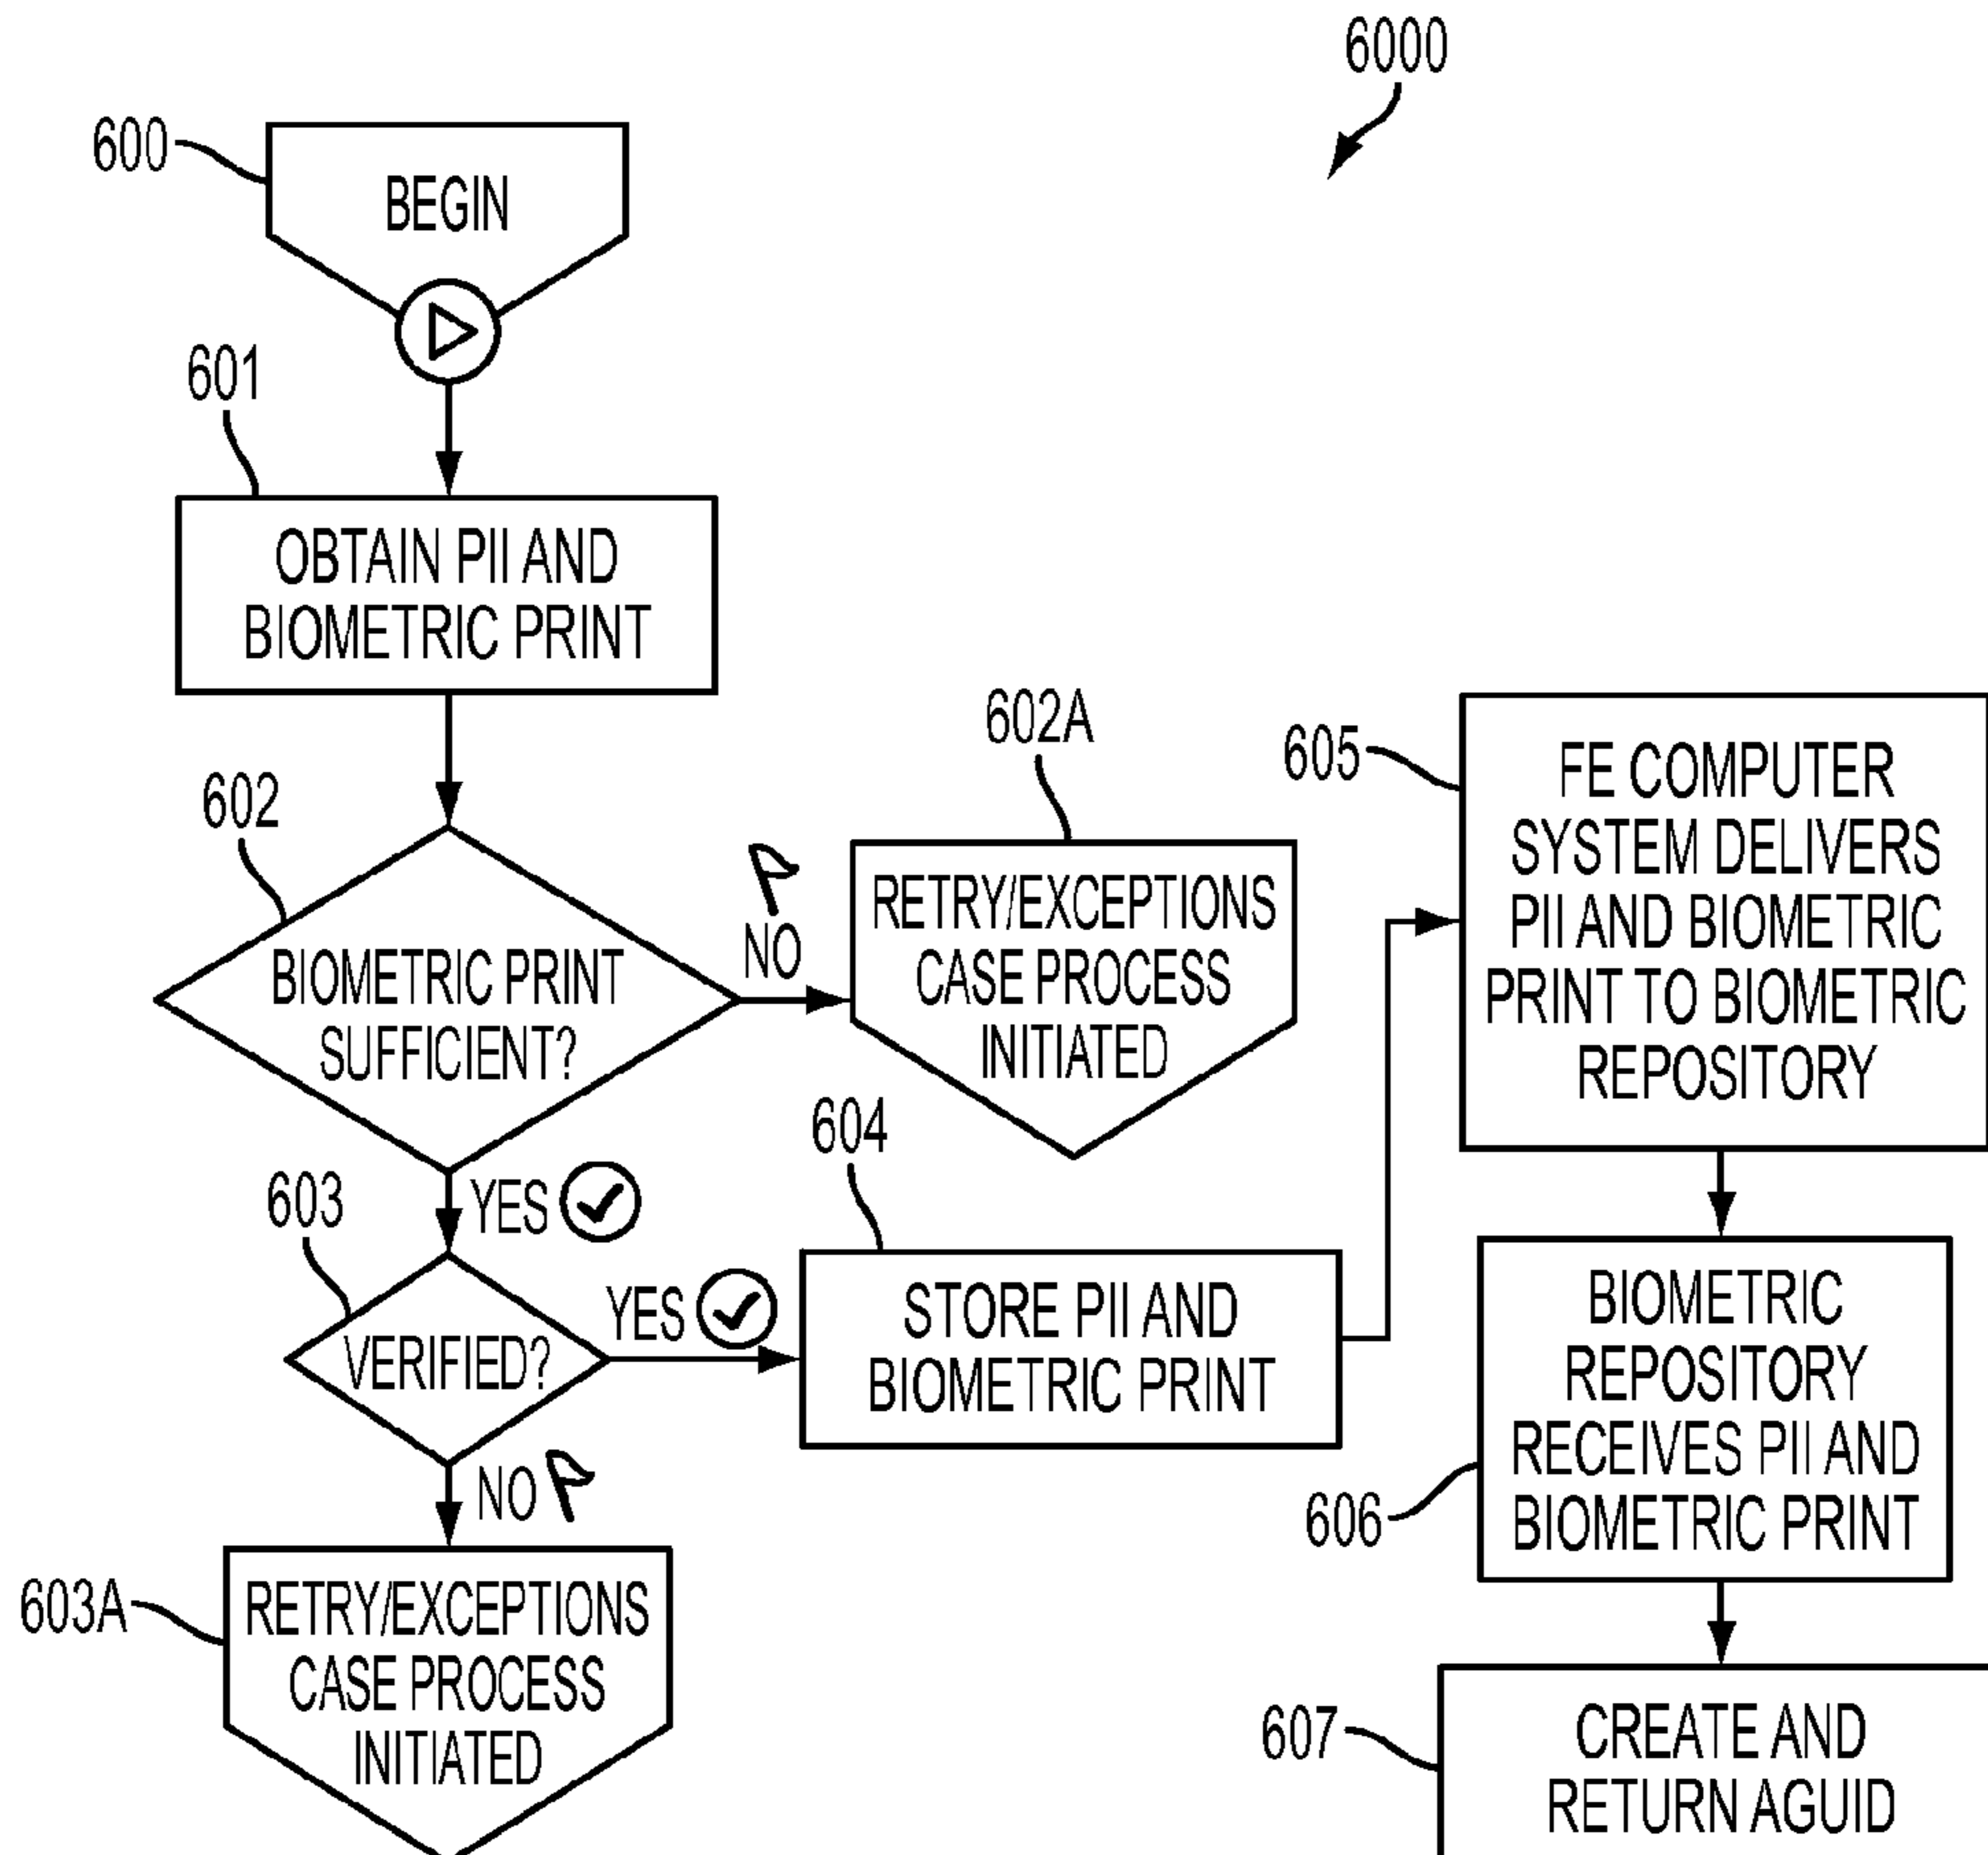 6000
600
BEGIN
601
OBTAIN PII AND
BIOMETRIC PRINT
602
BIOMETRIC PRINT
SUFFICIENT?
NO
602A
RETRY/EXCEPTIONS
CASE PROCESS
INITIATED
YES
603
VERIFIED?
YES
NO
603A
RETRY/EXCEPTIONS
CASE PROCESS
INITIATED
604
STORE PII AND
BIOMETRIC PRINT
605
FE COMPUTER
SYSTEM DELIVERS
PII AND BIOMETRIC
PRINT TO BIOMETRIC
REPOSITORY
606
BIOMETRIC
REPOSITORY
RECEIVES PII AND
BIOMETRIC PRINT
607
CREATE AND
RETURN AGUID